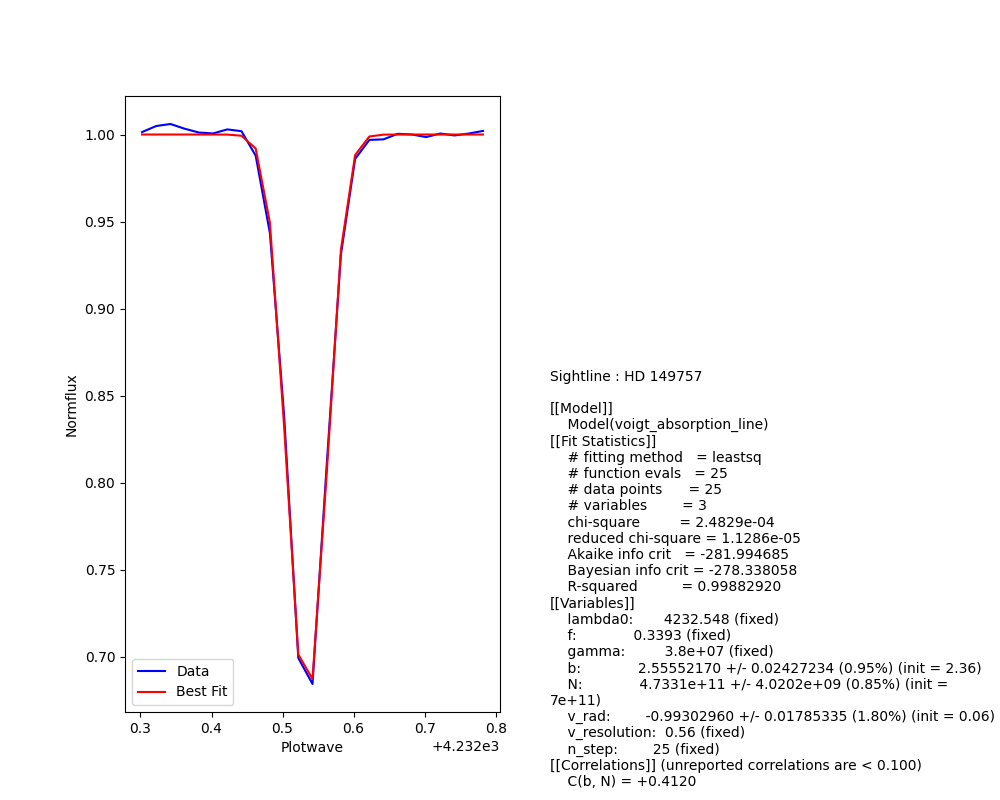 1.00
0.95
0.90
0.85
0.80
0.75
0.70
Normflux
Data
Best Fit
0.3 0.4 0.5 0.6 0.7 0.8
Plotwave
+4.232e3
Sightline : HD 149757
[[Model]]
Model(voigt_absorption_line)
[[Fit Statistics]]
# fitting method = leastsq
# function evals = 25
# data points = 25
# variables = 3
chi-square = 2.4829e-04
reduced chi-square = 1.1286e-05
Akaike info crit = -281.994685
Bayesian info crit = -278.338058
R-squared = 0.99882920
[[Variables]]
lambda0: 4232.548 (fixed)
f: 0.3393 (fixed)
gamma: 3.8e+07 (fixed)
b: 2.55552170 +/- 0.02427234 (0.95%) (init = 2.36)
N: 4.7331e+11 +/- 4.0202e+09 (0.85%) (init =
7e+11)
v_rad: -0.99302960 +/- 0.01785335 (1.80%) (init = 0.06)
v_resolution: 0.56 (fixed)
n_step: 25 (fixed)
[[Correlations]] (unreported correlations are < 0.100)
C(b, N) = +0.4120